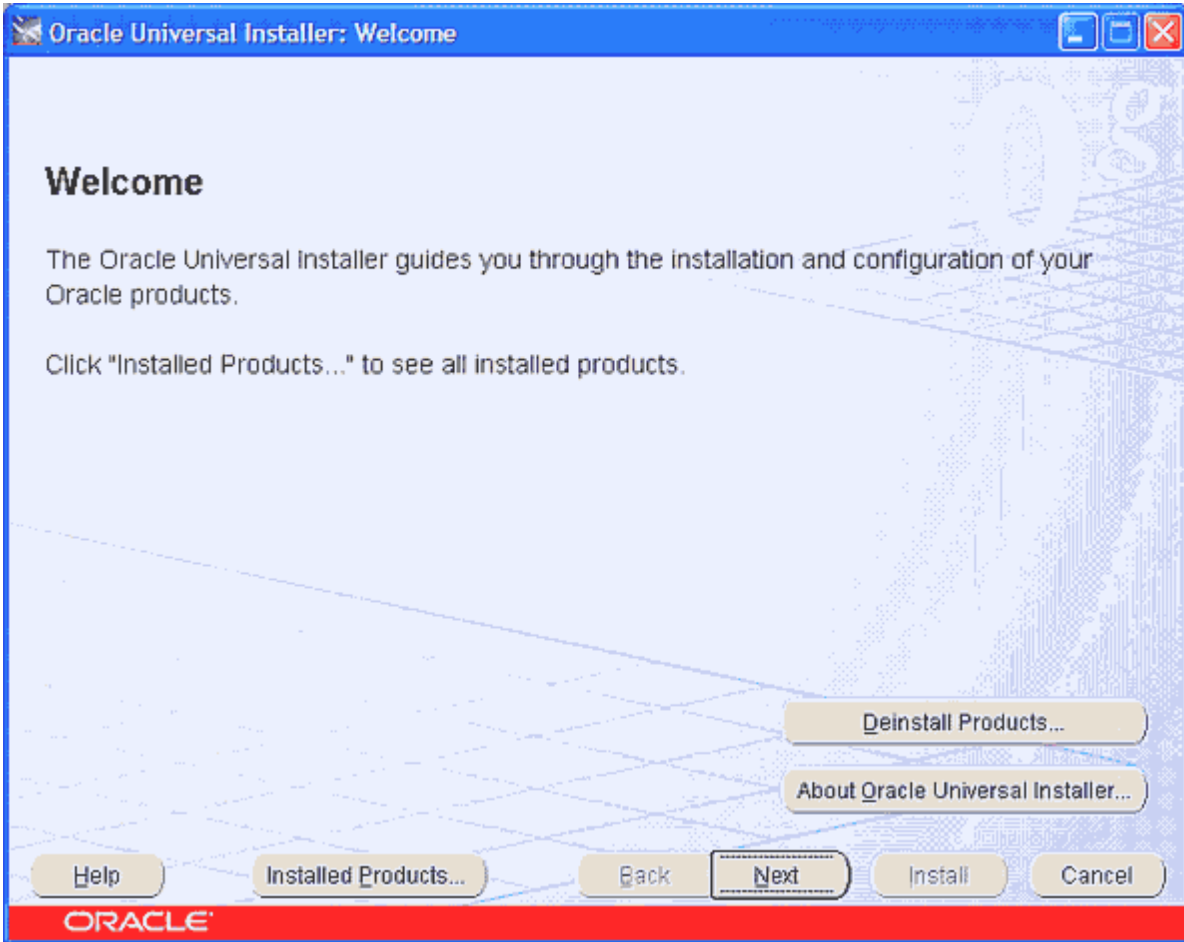 Oracle Universal Installer: Welcome
0g
Welcome
The Oracle Universal Installer guides you through the installation and configuration of your
Oracle products.
Click "Installed Products..." to see all installed products.
Deinstall Products...
About Oracle Universal Installer...
Help
Installed Products...
Back
Next
Install
Cancel
ORACLE